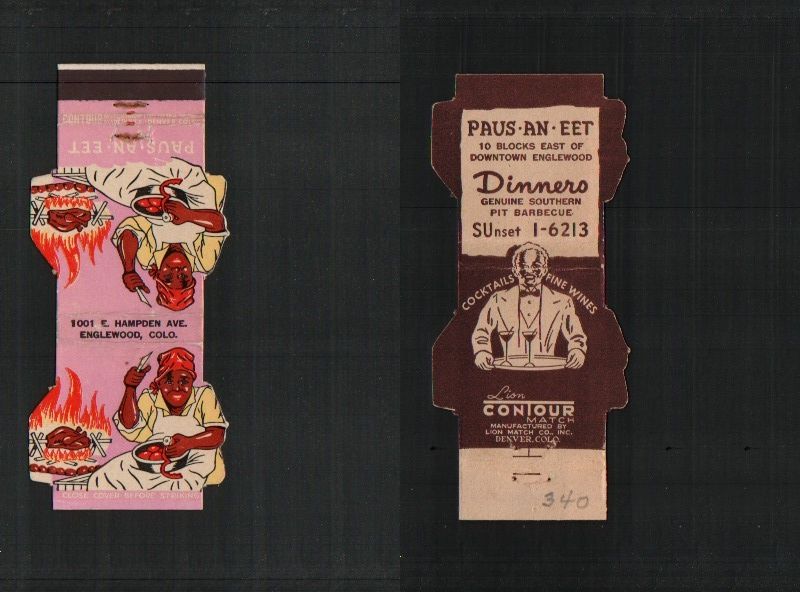 PAUS·AN·EET
1001 E. HAMPDEN AVE.
ENGLEWOOD, COLO.
CLOSE COVER BEFORE STRIKING
PAUS·AN·EET
10 BLOCKS EAST OF
DOWNTOWN ENGLEWOOD
Dinners
GENUINE SOUTHERN
PIT BARBECUE
SUnset 1-6213
COCKTAILS FINE WINES
Lion
CONTOUR
MATCH
MANUFACTURED BY
LION MATCH CO., INC.
DENVER, COLO.
340